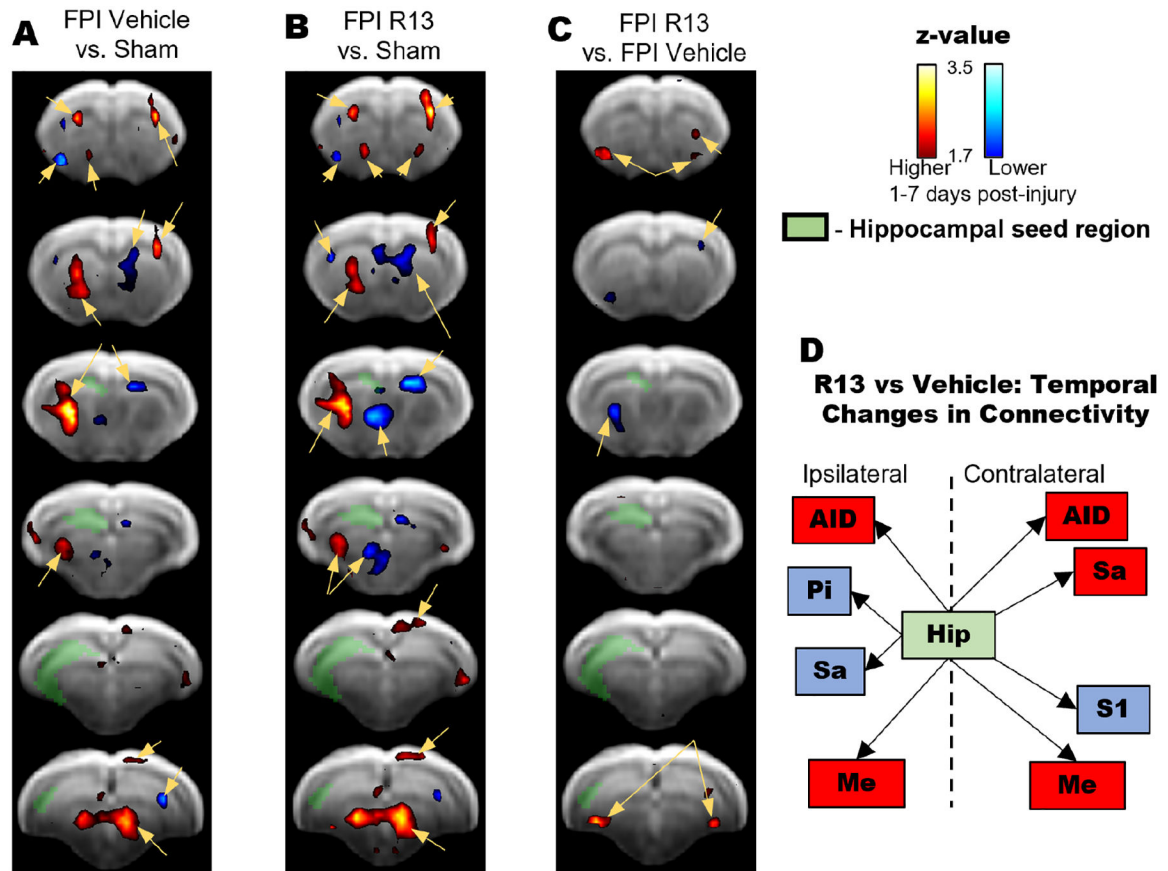 A
FPI Vehicle
vs. Sham
B
FPI R13
vs. Sham
C
FPI R13
vs. FPI Vehicle
z-value
3.5
1.7
Higher
Lower
1-7 days post-injury
- Hippocampal seed region
D
R13 vs Vehicle: Temporal
Changes in Connectivity
Ipsilateral
Contralateral
AID
AID
Sa
Pi
Hip
Sa
S1
Me
Me